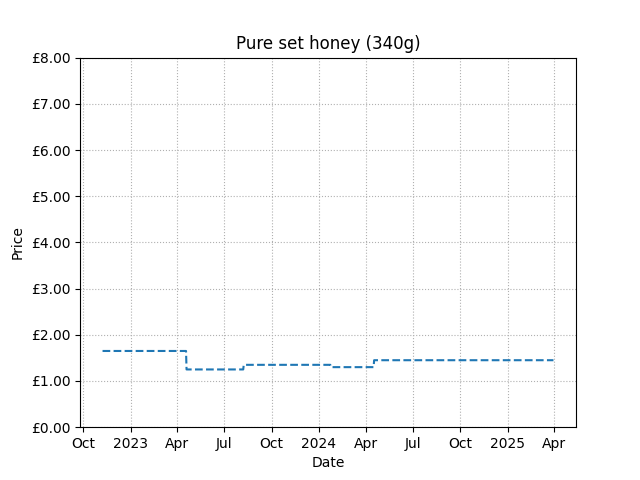 Pure set honey (340g)
£8.00
£7.00
£6.00
£5.00
£4.00
£3.00
£2.00
£1.00
£0.00
Price
Oct 2023 Apr Jul Oct 2024 Apr Jul Oct 2025 Apr
Date